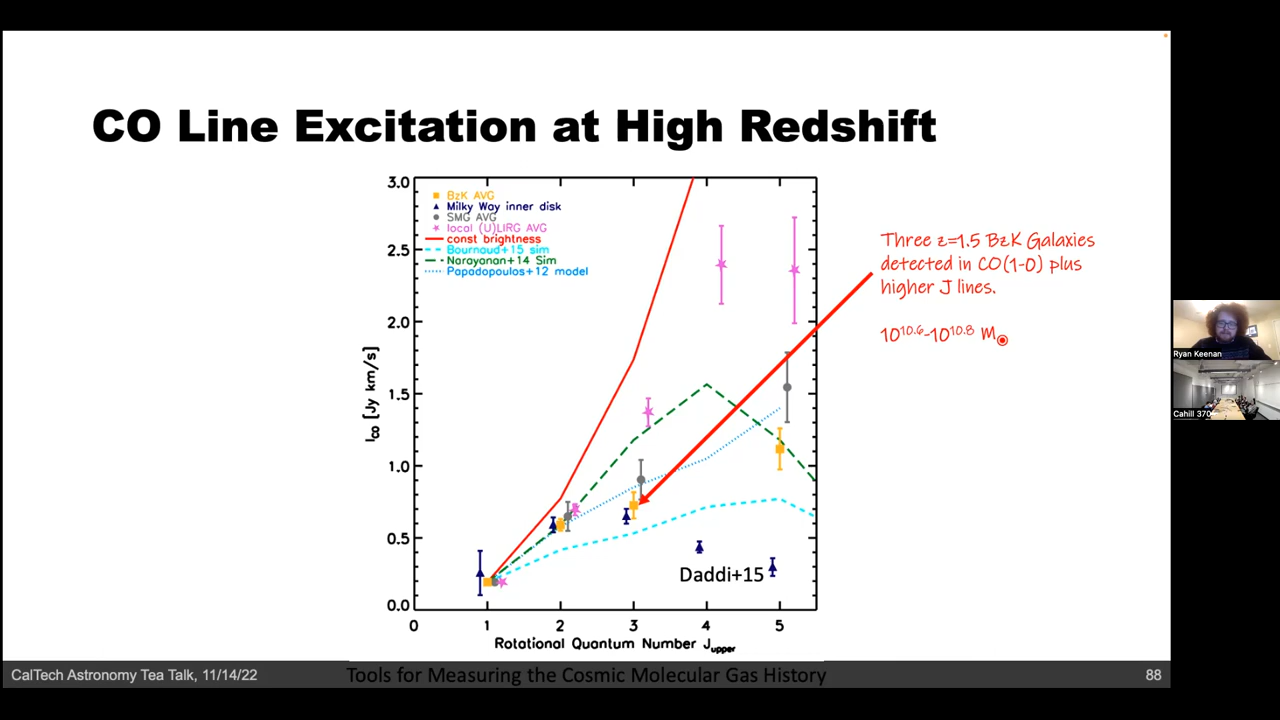 CO Line Excitation at High Redshift
3.0
2.5
2.0
1.5
1.0
0.5
0.0
I_CO [Jy km/s]
BzK AVG
Milky Way inner disk
SMG AVG
local (U)LIRG AVG
const brightness
Bournaud+15 sim
Narayanan+14 Sim
Papadopoulos+12 model
Daddi+15
0 1 2 3 4 5
Rotational Quantum Number J_upper
Three z=1.5 BzK Galaxies
detected in CO(1-0) plus
higher J lines.
10^10.6-10^10.8 M☉
Ryan Keenan
Cahill 370
CalTech Astronomy Tea Talk, 11/14/22
Tools for Measuring the Cosmic Molecular Gas History
88